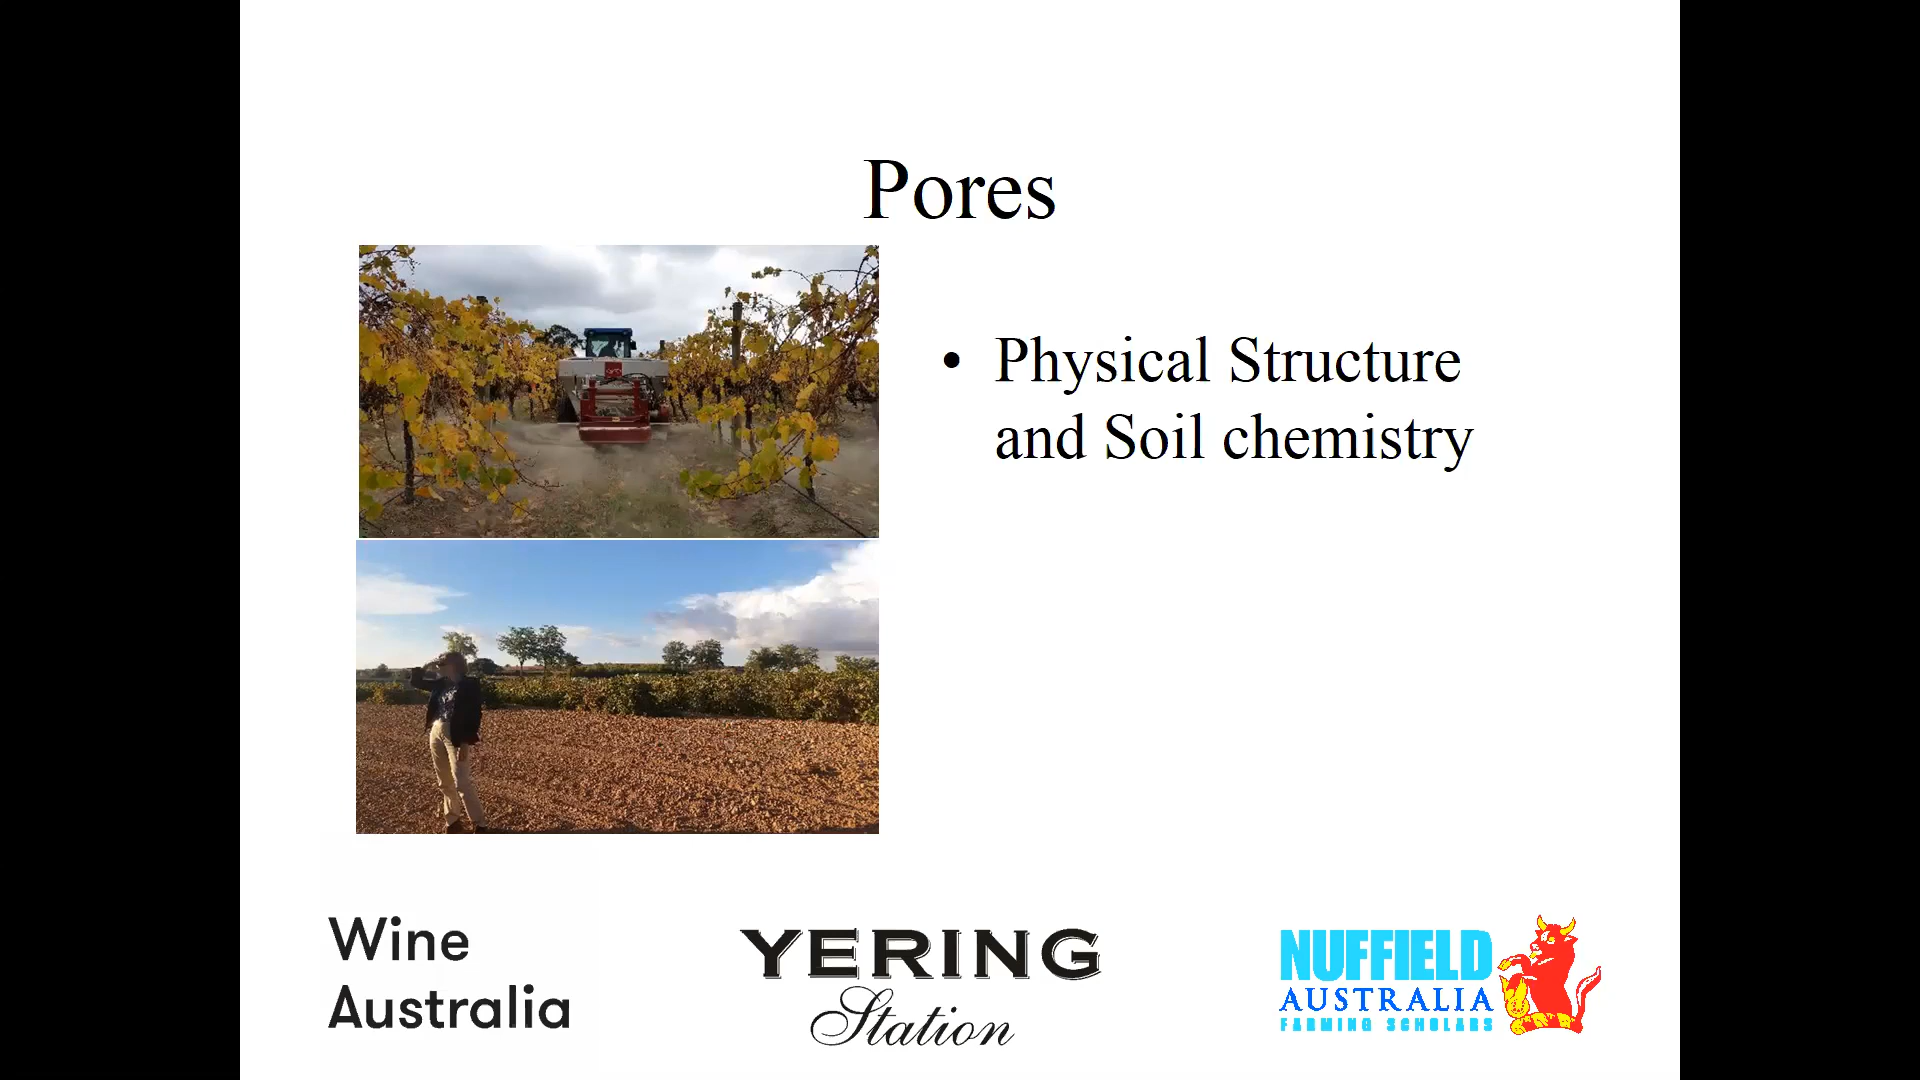 Pores
• Physical Structure
and Soil chemistry
Wine
Australia
YERING
Station
NUFFIELD
AUSTRALIA
FARMING SCHOLARS